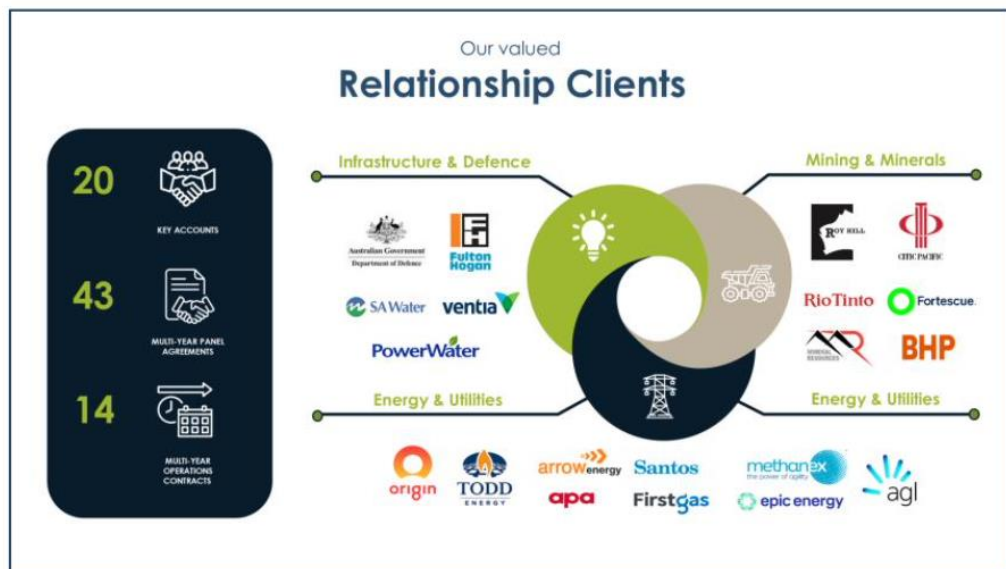 Our valued
Relationship Clients
20
KEY ACCOUNTS
43
MULTI-YEAR PANEL
AGREEMENTS
14
MULTI-YEAR
OPERATIONS
CONTRACTS
Infrastructure & Defence
Australian Government
Department of Defence
Fulton
Hogan
SA Water
ventia
PowerWater
Mining & Minerals
ROY HILL
CITIC PACIFIC
RioTinto
Fortescue
MINERAL
RESOURCES
BHP
Energy & Utilities
Energy & Utilities
origin
TODD
ENERGY
arrowenergy
Santos
apa
Firstgas
methanex
the power of agility
epic energy
agl